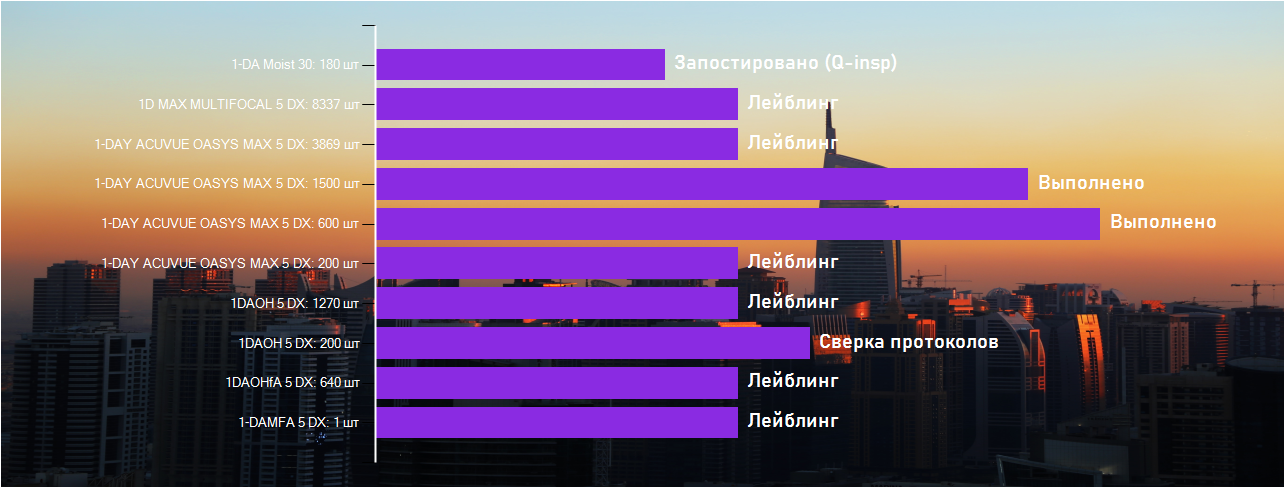 1-DA Moist 30: 180 шт Запостировано (Q-insp)
1D MAX MULTIFOCAL 5 DX: 8337 шт Лейблинг
1-DAY ACUVUE OASYS MAX 5 DX: 3869 шт Лейблинг
1-DAY ACUVUE OASYS MAX 5 DX: 1500 шт Выполнено
1-DAY ACUVUE OASYS MAX 5 DX: 600 шт Выполнено
1-DAY ACUVUE OASYS MAX 5 DX: 200 шт Лейблинг
1DAOH 5 DX: 1270 шт Лейблинг
1DAOH 5 DX: 200 шт Сверка протоколов
1DAOHfA 5 DX: 640 шт Лейблинг
1-DAMFA 5 DX: 1 шт Лейблинг